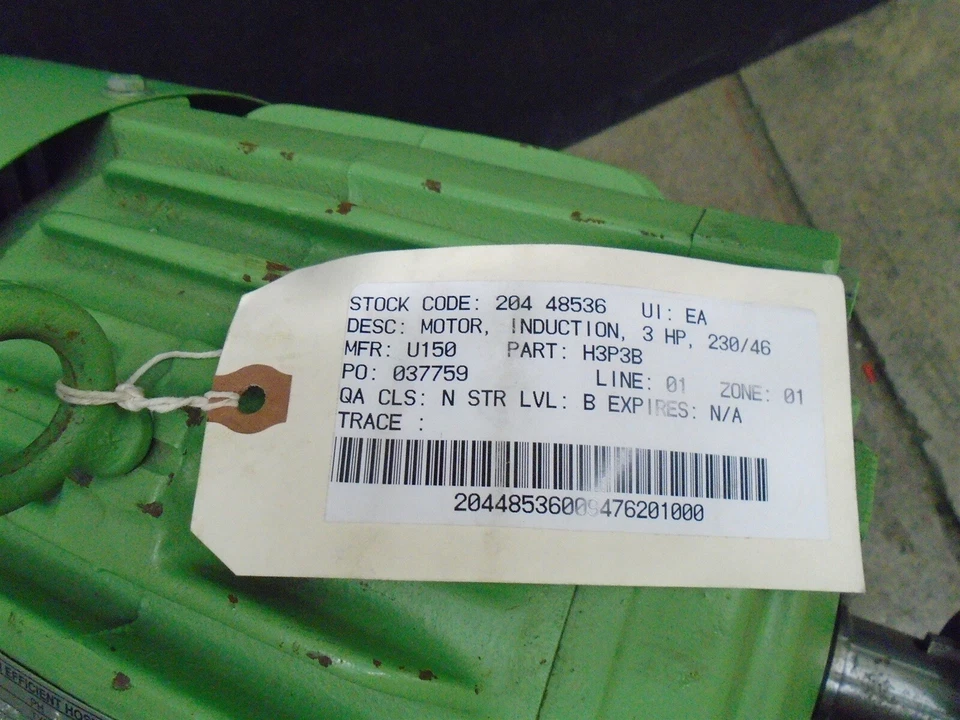 STOCK CODE: 204 48536 UI: EA
DESC: MOTOR, INDUCTION, 3 HP, 230/46
MFR: U150 PART: H3P3B
PO: 037759 LINE: 01 ZONE: 01
QA CLS: N STR LVL: B EXPIRES: N/A
TRACE :
20448536009476201000
EFFICIENT